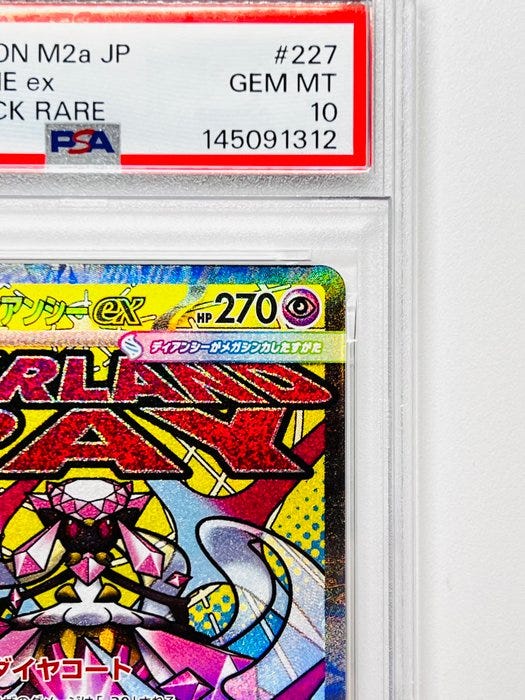 ON M2a JP #227
E ex GEM MT
CK RARE 10
PSA 145091312
アンシーex HP 270
ディアンシーがメガシンカしたすがた
RLAND
RAY
ダイヤコート